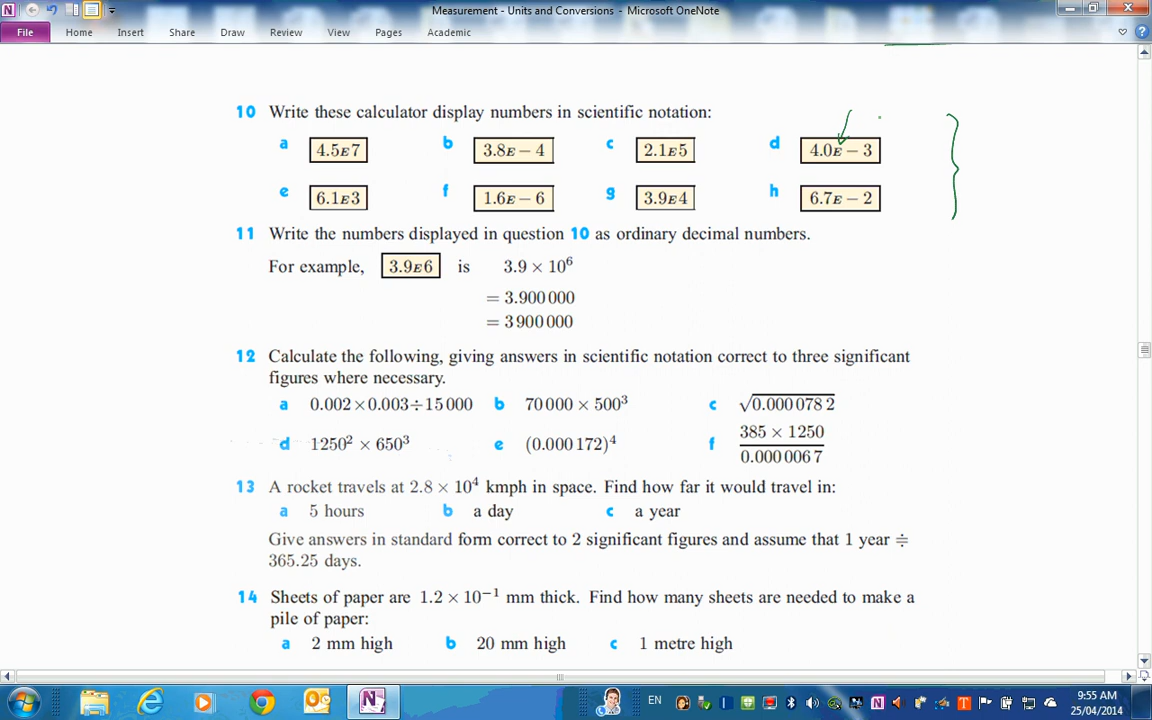 Measurement - Units and Conversions - Microsoft OneNote
File Home Insert Share Draw Review View Pages Academic
10 Write these calculator display numbers in scientific notation:
a 4.5E7 b 3.8E – 4 c 2.1E5 d 4.0E – 3
e 6.1E3 f 1.6E – 6 g 3.9E4 h 6.7E – 2
11 Write the numbers displayed in question 10 as ordinary decimal numbers.
For example, 3.9E6 is 3.9 × 10⁶
= 3.900 000
= 3 900 000
12 Calculate the following, giving answers in scientific notation correct to three significant
figures where necessary.
a 0.002 × 0.003 ÷ 15 000 b 70 000 × 500³ c √0.000 078 2
d 1250² × 650³ e (0.000 172)⁴ f 385 × 1250
0.000 006 7
13 A rocket travels at 2.8 × 10⁴ kmph in space. Find how far it would travel in:
a 5 hours b a day c a year
Give answers in standard form correct to 2 significant figures and assume that 1 year ≑
365.25 days.
14 Sheets of paper are 1.2 × 10⁻¹ mm thick. Find how many sheets are needed to make a
pile of paper:
a 2 mm high b 20 mm high c 1 metre high
EN
9:55 AM
25/04/2014